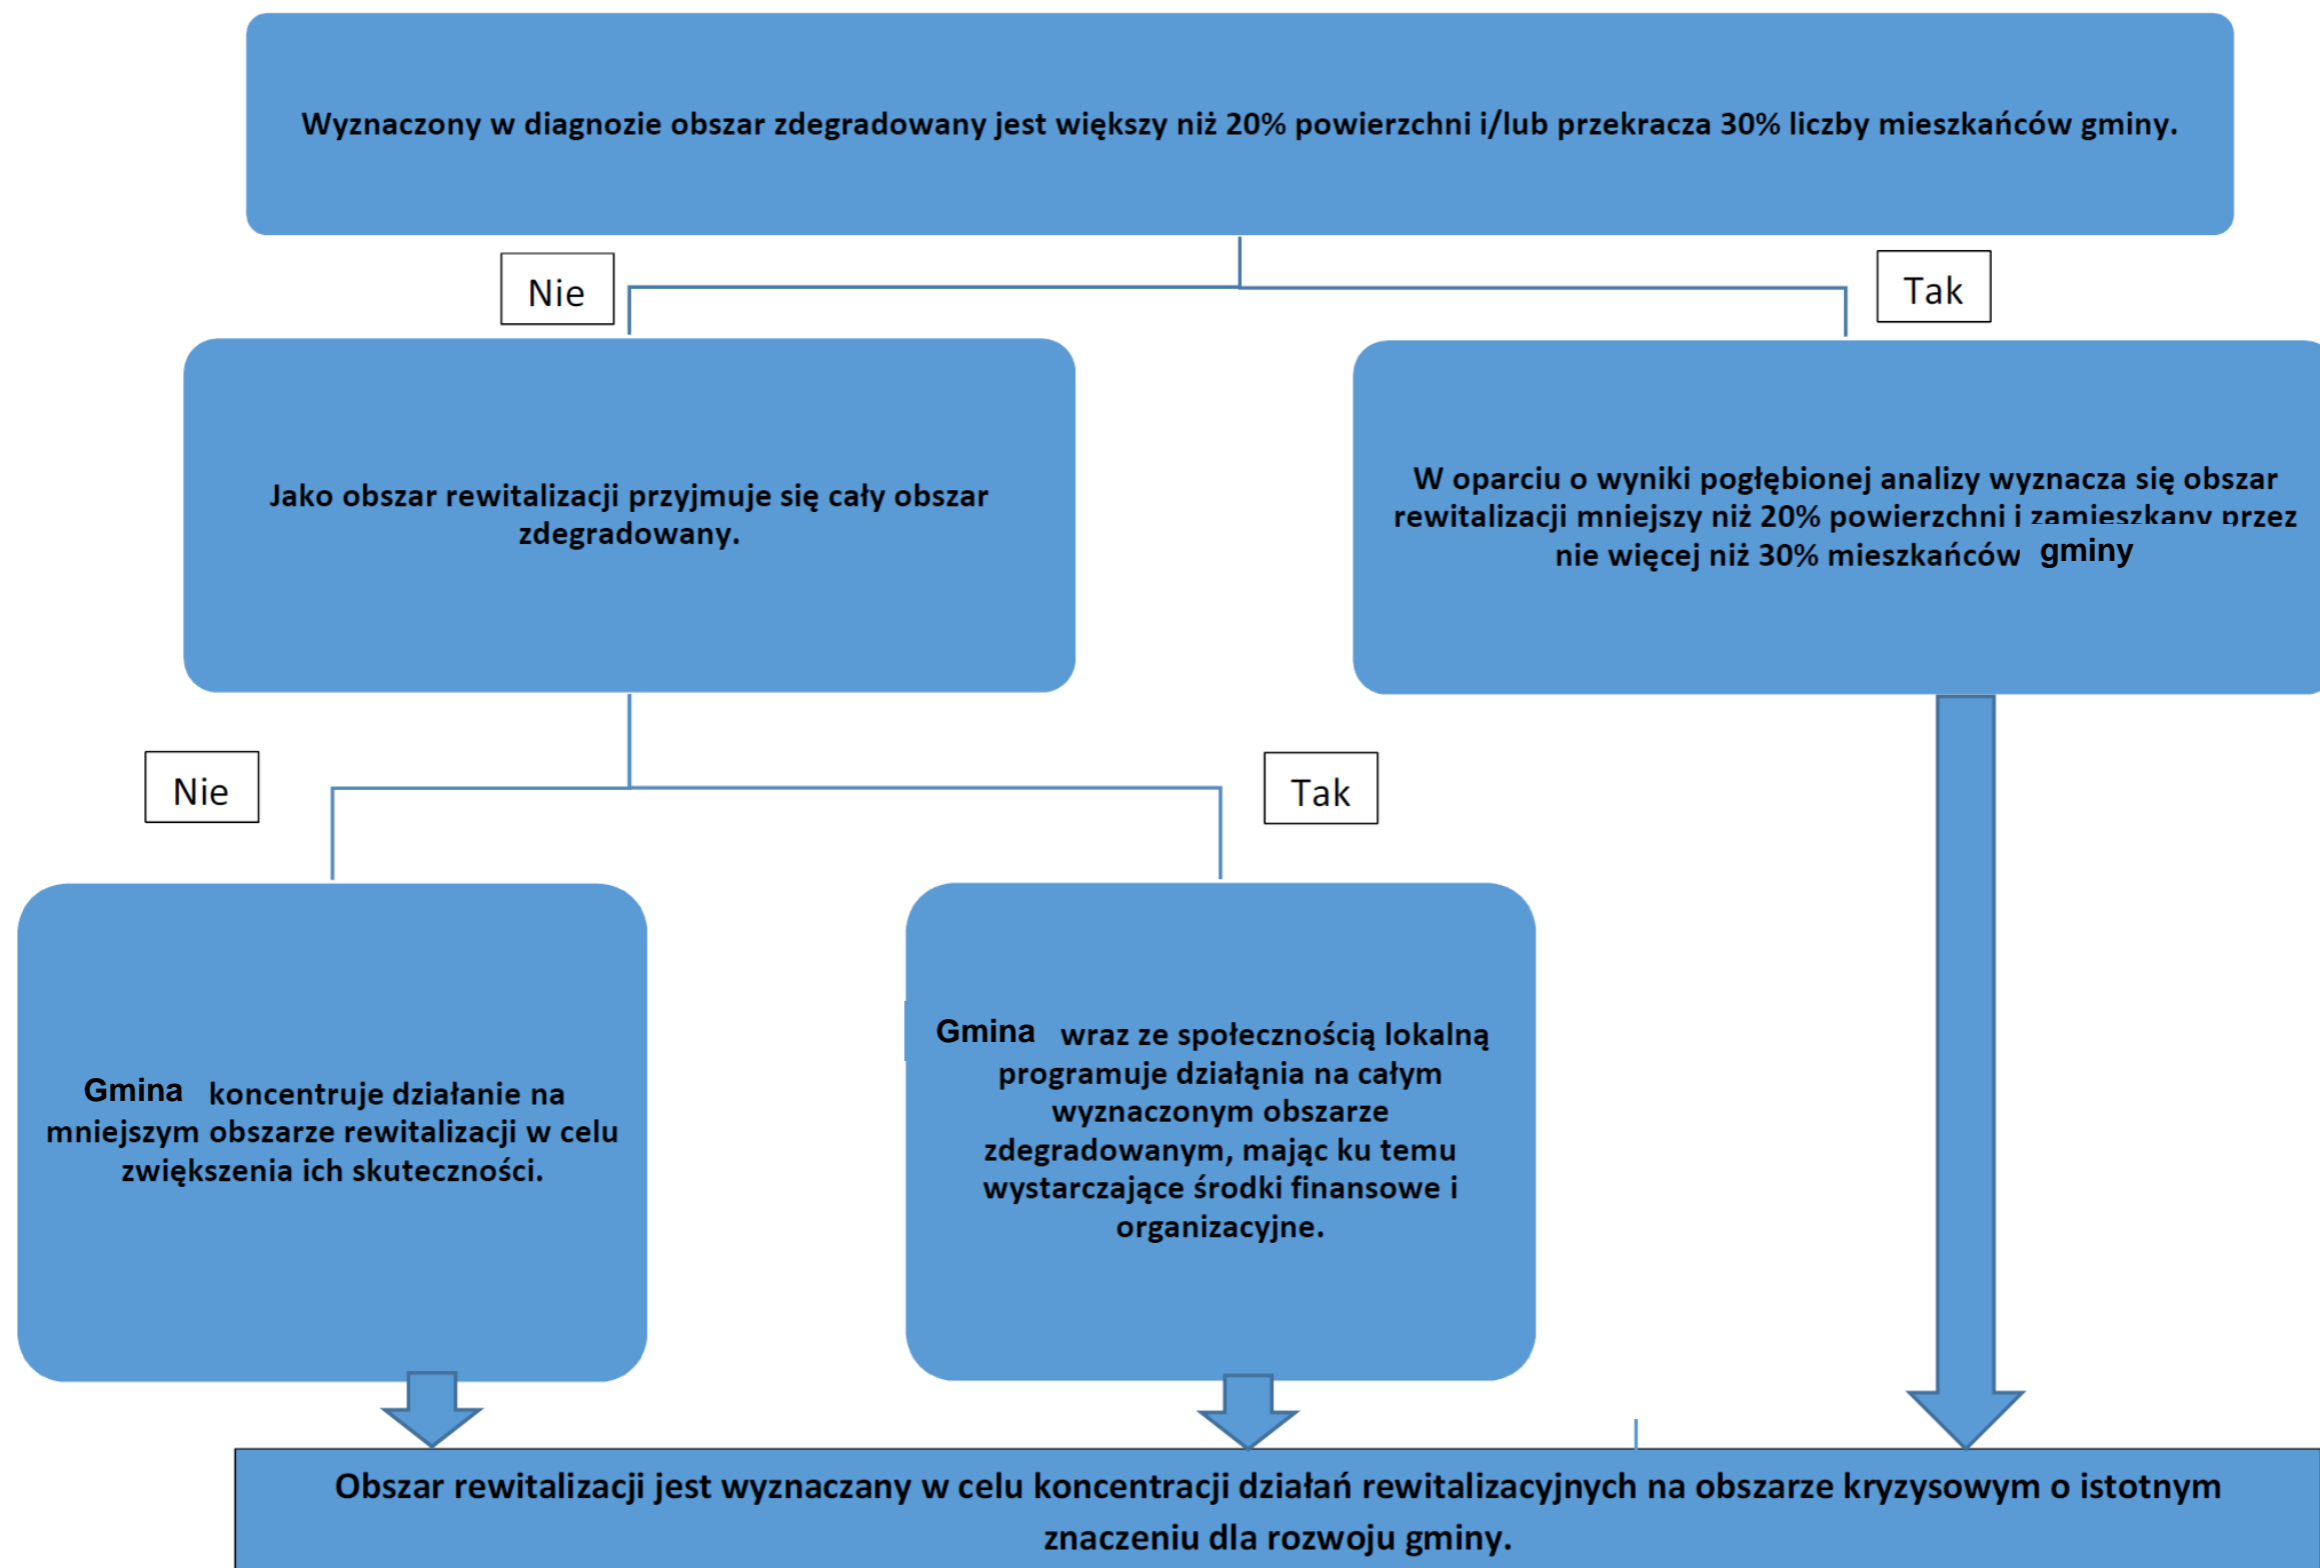 Wyznaczony w diagnozie obszar zdegradowany jest większy niż 20% powierzchni i/lub przekracza 30% liczby mieszkańców gminy.
Nie
Tak
Jako obszar rewitalizacji przyjmuje się cały obszar
zdegradowany.
W oparciu o wyniki pogłębionej analizy wyznacza się obszar
rewitalizacji mniejszy niż 20% powierzchni i zamieszkany przez
nie więcej niż 30% mieszkańców gminy
Nie
Tak
Gmina koncentruje działanie na
mniejszym obszarze rewitalizacji w celu
zwiększenia ich skuteczności.
Gmina wraz ze społecznością lokalną
programuje działąnia na całym
wyznaczonym obszarze
zdegradowanym, mając ku temu
wystarczające środki finansowe i
organizacyjne.
Obszar rewitalizacji jest wyznaczany w celu koncentracji działań rewitalizacyjnych na obszarze kryzysowym o istotnym
znaczeniu dla rozwoju gminy.